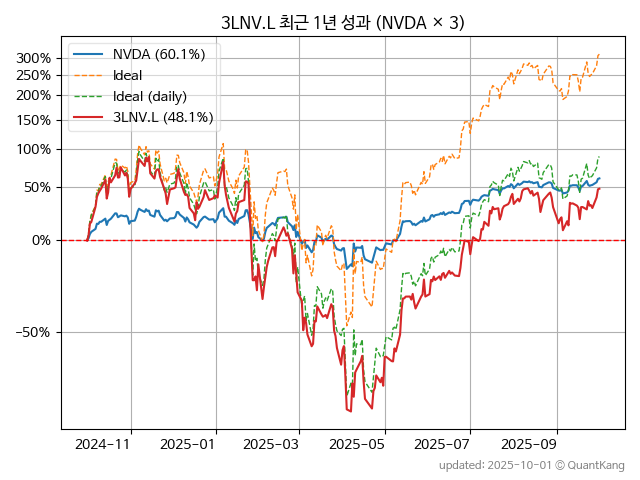 3LNV.L 최근 1년 성과 (NVDA × 3)
NVDA (60.1%)
Ideal
Ideal (daily)
3LNV.L (48.1%)
300%
250%
200%
150%
100%
50%
0%
−50%
2024-11 2025-01 2025-03 2025-05 2025-07 2025-09
updated: 2025-10-01 ⓒ QuantKang